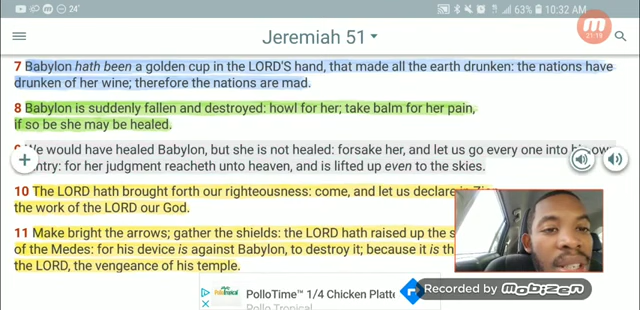 24° 63% 10:32 AM
21:19
Jeremiah 51
7 Babylon hath been a golden cup in the LORD'S hand, that made all the earth drunken: the nations have
drunken of her wine; therefore the nations are mad.
8 Babylon is suddenly fallen and destroyed: howl for her; take balm for her pain,
if so be she may be healed.
We would have healed Babylon, but she is not healed: forsake her, and let us go every one into his own
for her judgment reacheth unto heaven, and is lifted up even to the skies.
10 The LORD hath brought forth our righteousness: come, and let us declare in Zion
the work of the LORD our God.
11 Make bright the arrows; gather the shields: the LORD hath raised up the s
of the Medes: for his device is against Babylon, to destroy it; because it is th
the LORD, the vengeance of his temple.
PolloTime™ 1/4 Chicken Platte
Pollo Tropical
Recorded by MOBIZEN